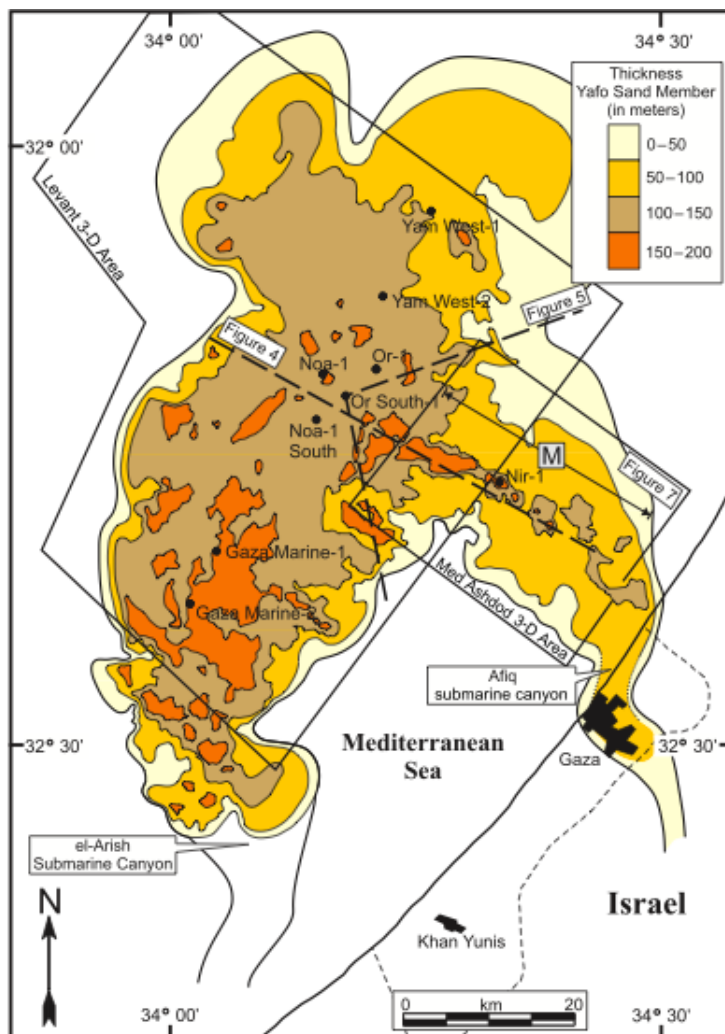 34° 00'
34° 30'
Thickness
Yafo Sand Member
(in meters)
0–50
50–100
100–150
150–200
32° 00'
Levant 3-D Area
Yam West-1
Yam West-2
Figure 5
Figure 4
Noa-1
Or-1
Or South-1
Noa-1
South
M
Nir-1
Figure 7
Gaza Marine-1
Gaza Marine-2
Med Ashdod 3-D Area
Afiq
submarine canyon
32° 30'
Mediterranean
Sea
Gaza
32° 30'
el-Arish
Submarine Canyon
N
Israel
Khan Yunis
0
km
20
34° 00'
34° 30'